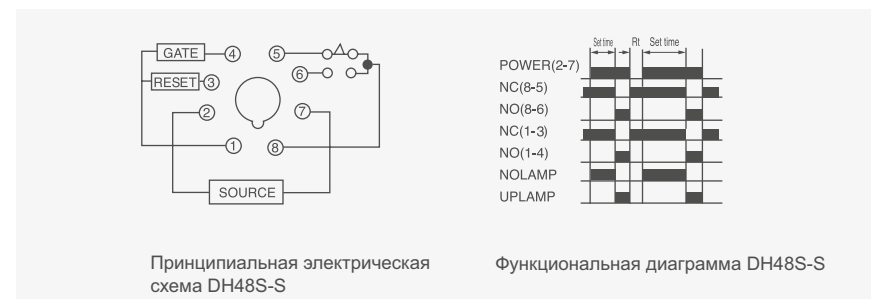 GATE ④ ⑤
⑥
RESET ③
② ⑦
① ⑧
SOURCE
Принципиальная электрическая
схема DH48S-S
Set time Rt Set time
POWER(2-7)
NC(8-5)
NO(8-6)
NC(1-3)
NO(1-4)
NOLAMP
UPLAMP
Функциональная диаграмма DH48S-S